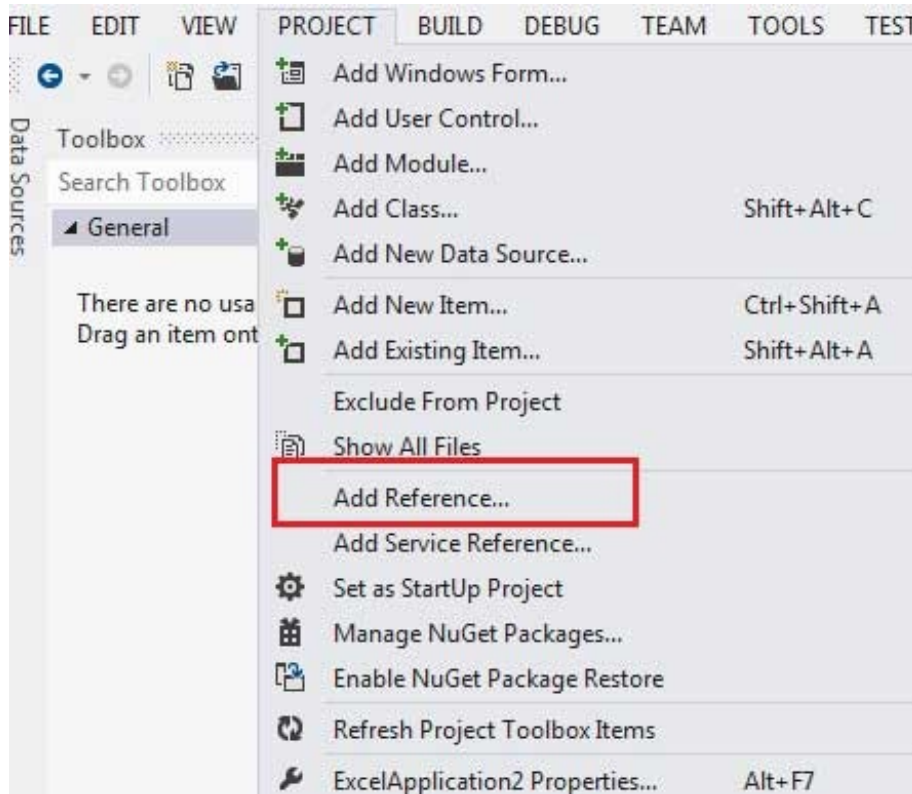 FILE EDIT VIEW PROJECT BUILD DEBUG TEAM TOOLS TEST
Data Sources
Toolbox
Search Toolbox
General
There are no usa
Drag an item ont
Add Windows Form...
Add User Control...
Add Module...
Add Class... Shift+Alt+C
Add New Data Source...
Add New Item... Ctrl+Shift+A
Add Existing Item... Shift+Alt+A
Exclude From Project
Show All Files
Add Reference...
Add Service Reference...
Set as StartUp Project
Manage NuGet Packages...
Enable NuGet Package Restore
Refresh Project Toolbox Items
ExcelApplication2 Properties... Alt+F7